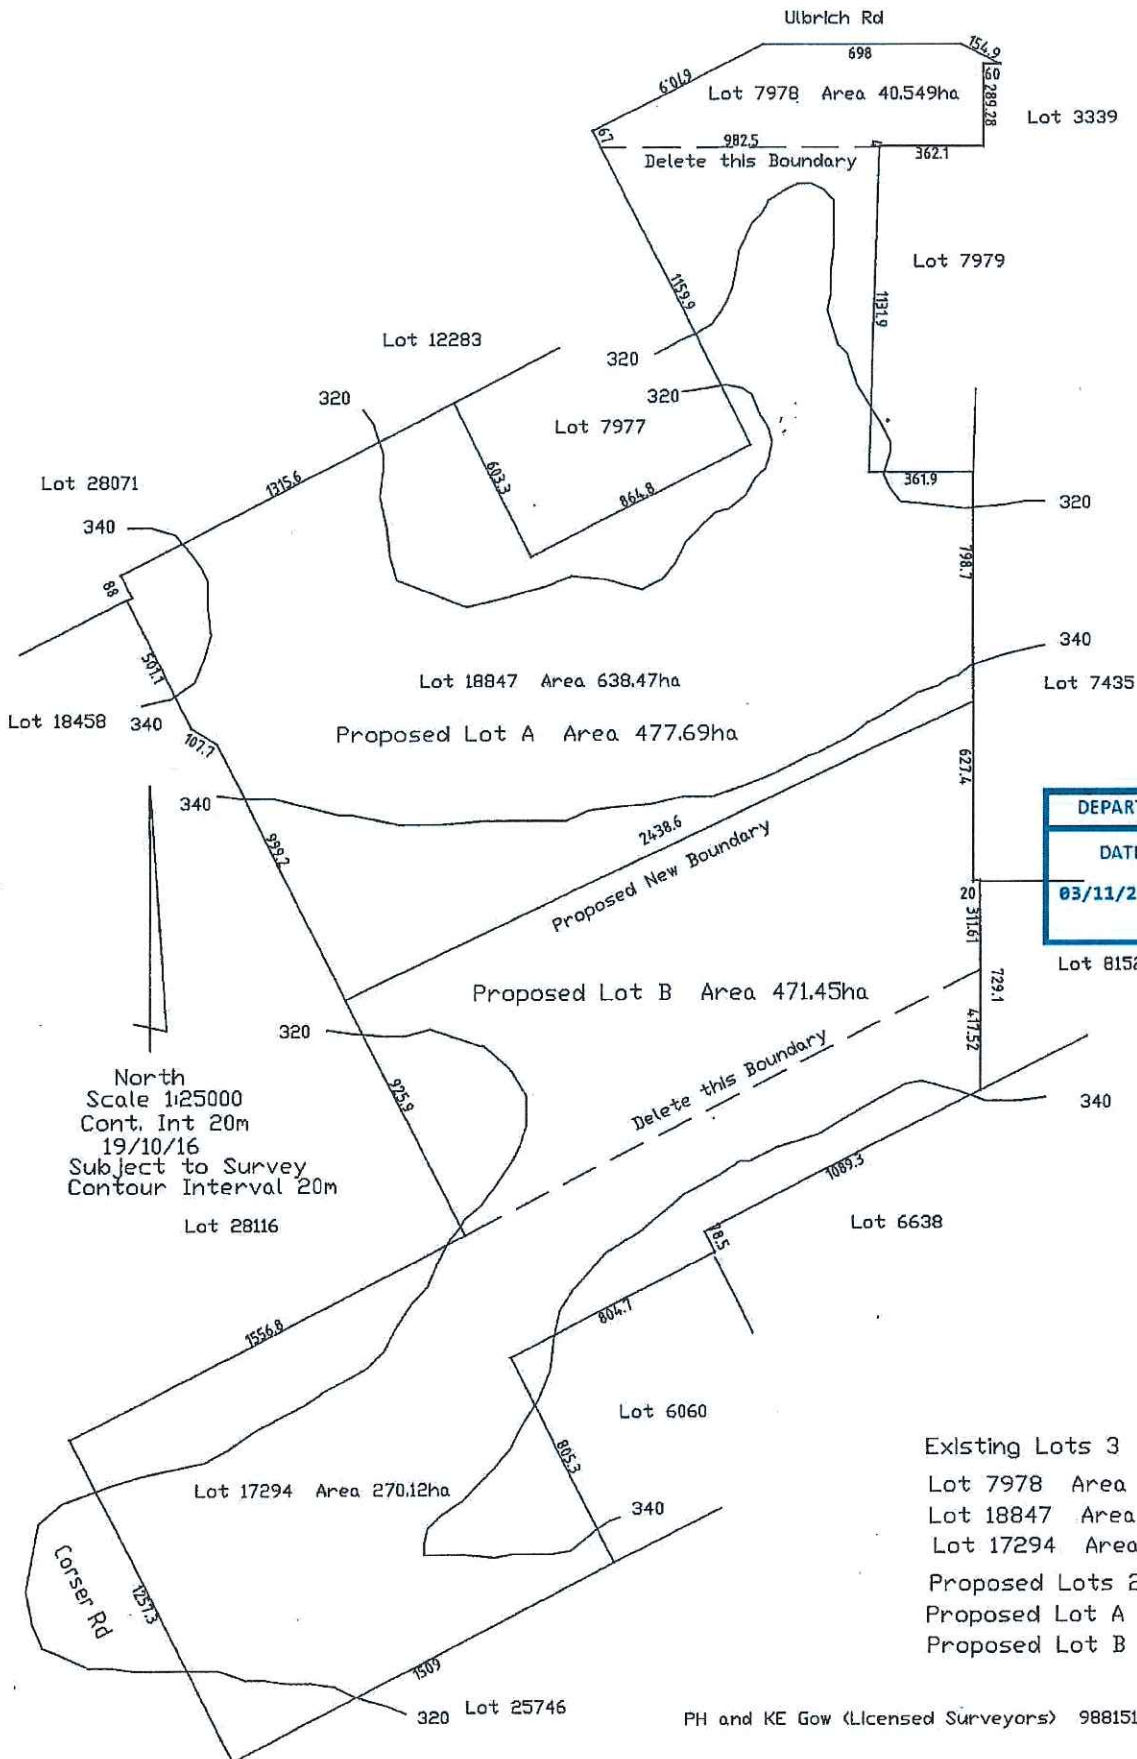 Ulbrich Rd
698
154.9
670.9
60
289.28
Lot 7978 Area 40.549ha
Lot 3339
67
982.5
4
362.1
Delete this Boundary
Lot 7979
1159.9
1131.9
Lot 12283
320
320
320
Lot 7977
603.3
864.8
361.9
1315.6
Lot 28071
340
320
798.7
88
501.1
340
Lot 18847 Area 638.47ha
Lot 7435
Lot 18458 340
Proposed Lot A Area 477.69ha
107.7
627.4
340
999.2
2438.6
Proposed New Boundary
DEPAR
DAT
03/11/2
20
311.61
Lot 8152
729.1
417.52
Proposed Lot B Area 471.45ha
320
925.9
Delete this Boundary
340
North
Scale 1:25000
Cont. Int 20m
19/10/16
Subject to Survey
Contour Interval 20m
Lot 28116
1089.3
78.5
Lot 6638
1556.8
804.7
Lot 6060
805.3
Lot 17294 Area 270.12ha
340
Corser Rd
1257.3
1509
320
Lot 25746
Existing Lots 3
Lot 7978 Area
Lot 18847 Area
Lot 17294 Area
Proposed Lots 2
Proposed Lot A
Proposed Lot B
PH and KE Gow (Licensed Surveyors) 988151